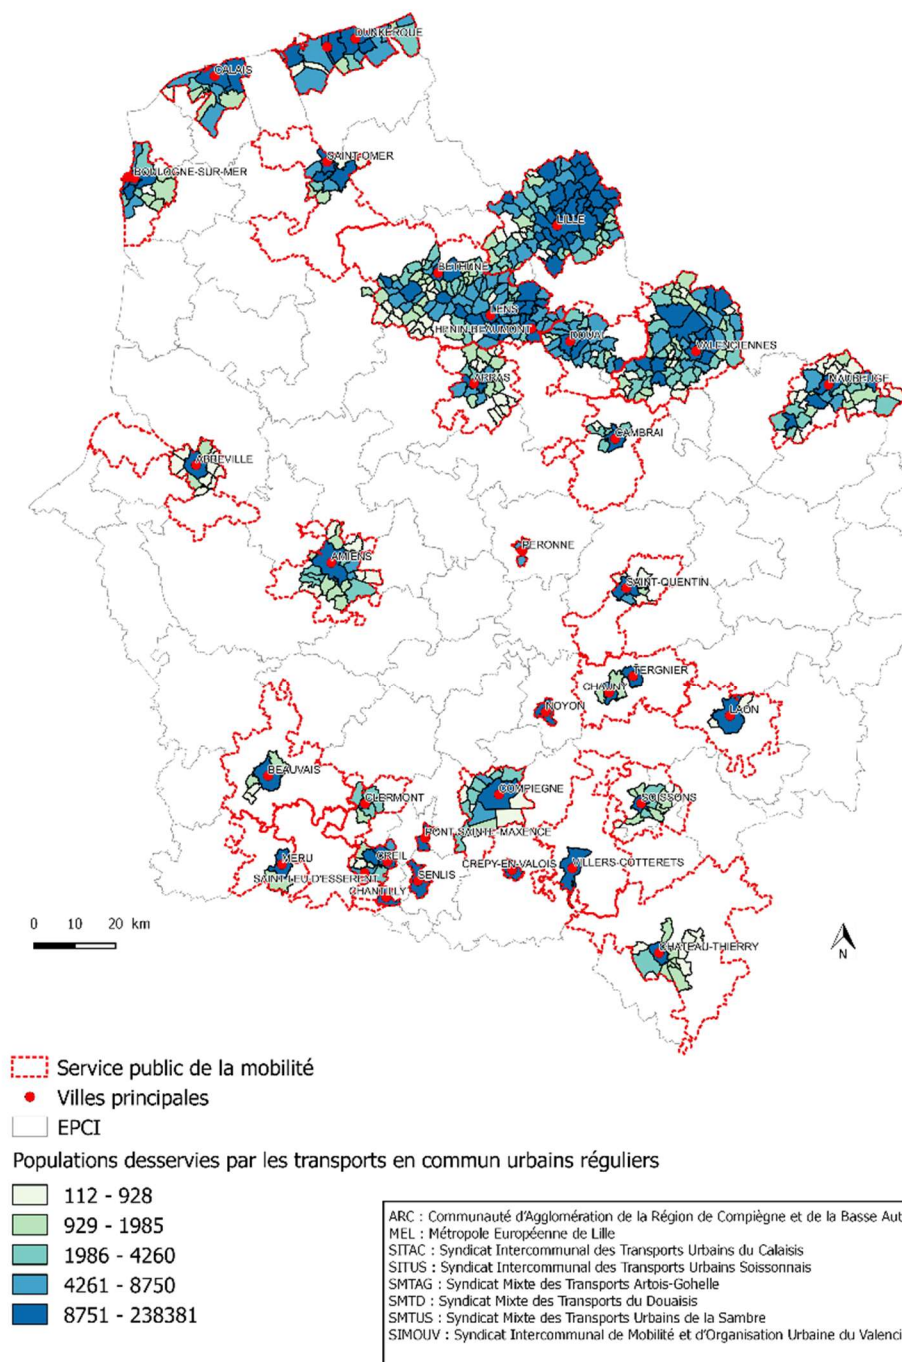 DUNKERQUE
CALAIS
SAINT-OMER
BOULOGNE-SUR-MER
LILLE
BETHUNE
LENS
HENIN-BEAUMONT
DOUAI
VALENCIENNES
ARRAS
MAUBEUGE
CAMBRAI
ABBEVILLE
PERONNE
AMIENS
SAINT-QUENTIN
TERGNIER
CHAUNY
NOYON
LAON
BEAUVAIS
COMPIEGNE
CLERMONT
SOISSONS
PONT-SAINTE-MAXENCE
MERU
CREIL
CREPY-EN-VALOIS
VILLERS-COTTERETS
SAINT-LEU-D'ESSERENT
SENLIS
CHANTILLY
0 10 20 km
N
CHATEAU-THIERRY
Service public de la mobilité
Villes principales
EPCI
Populations desservies par les transports en commun urbains réguliers
112 - 928
929 - 1985
1986 - 4260
4261 - 8750
8751 - 238381
ARC : Communauté d'Agglomération de la Région de Compiègne et de la Basse Aut
MEL : Métropole Européenne de Lille
SITAC : Syndicat Intercommunal des Transports Urbains du Calaisis
SITUS : Syndicat Intercommunal des Transports Urbains Soissonnais
SMTAG : Syndicat Mixte des Transports Artois-Gohelle
SMTD : Syndicat Mixte des Transports du Douaisis
SMTUS : Syndicat Mixte des Transports Urbains de la Sambre
SIMOUV : Syndicat Intercommunal de Mobilité et d'Organisation Urbaine du Valenci